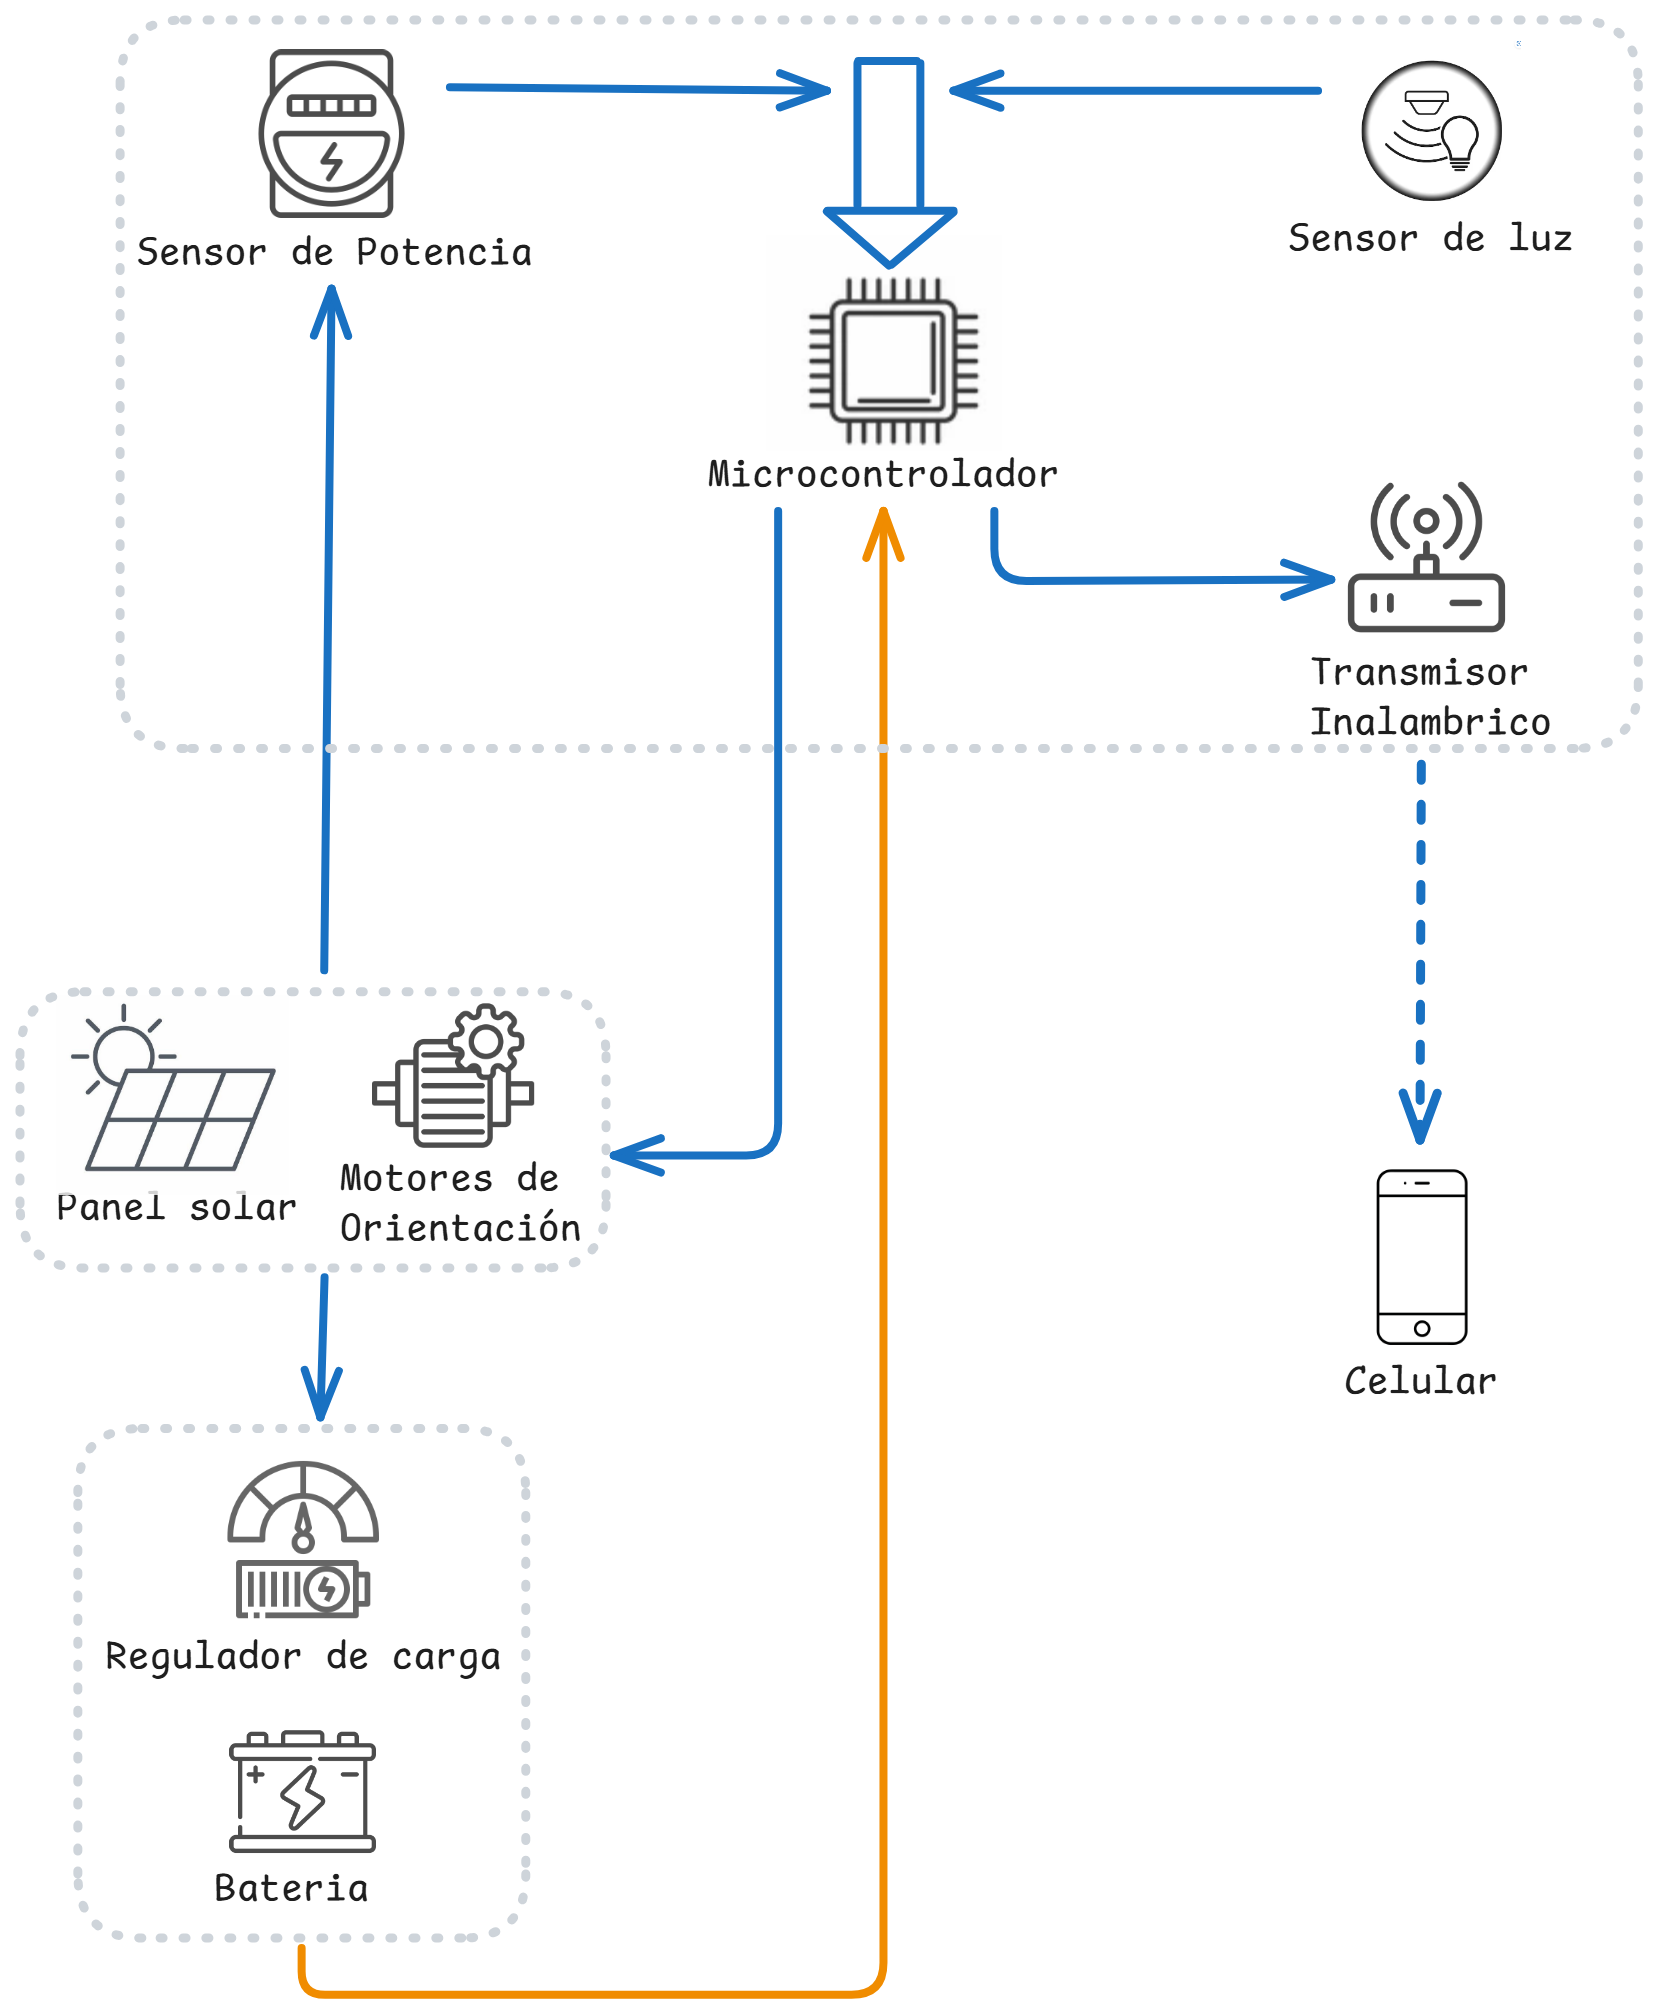 Sensor de Potencia
Sensor de luz
Microcontrolador
Transmisor
Inalambrico
Panel solar
Motores de
Orientación
Celular
Regulador de carga
Bateria